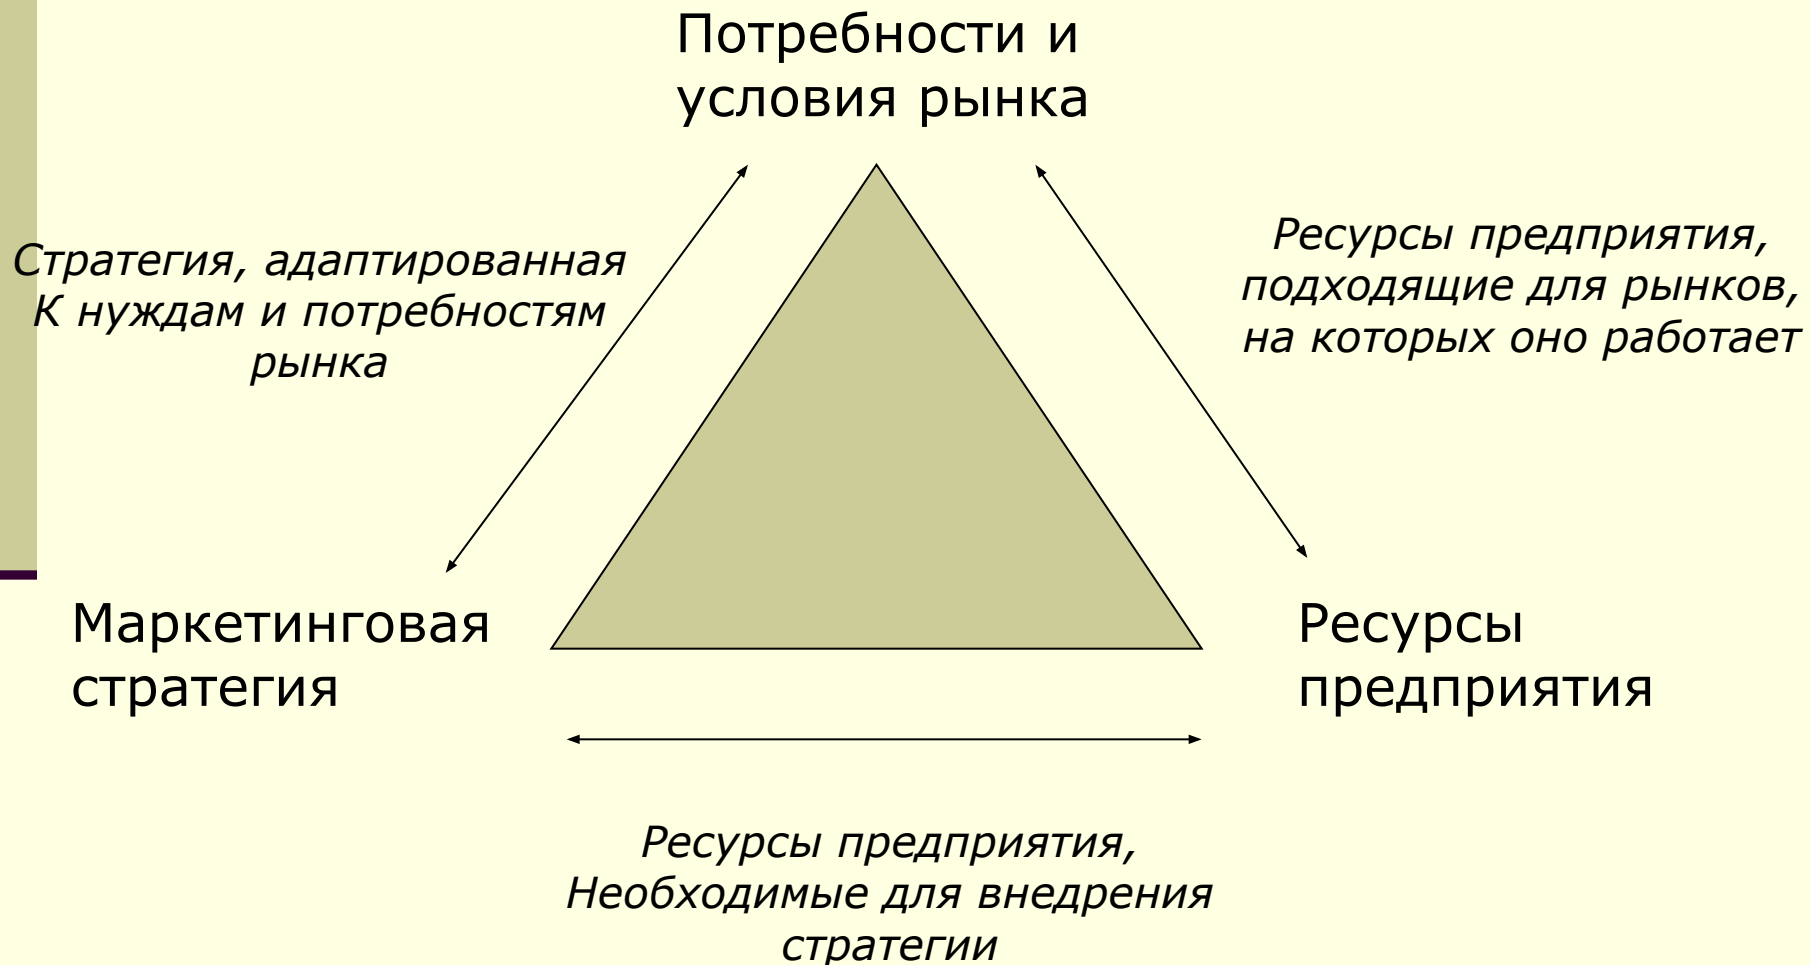 Потребности и
условия рынка
Стратегия, адаптированная
К нуждам и потребностям
рынка
Ресурсы предприятия,
подходящие для рынков,
на которых оно работает
Маркетинговая
стратегия
Ресурсы
предприятия
Ресурсы предприятия,
Необходимые для внедрения
стратегии